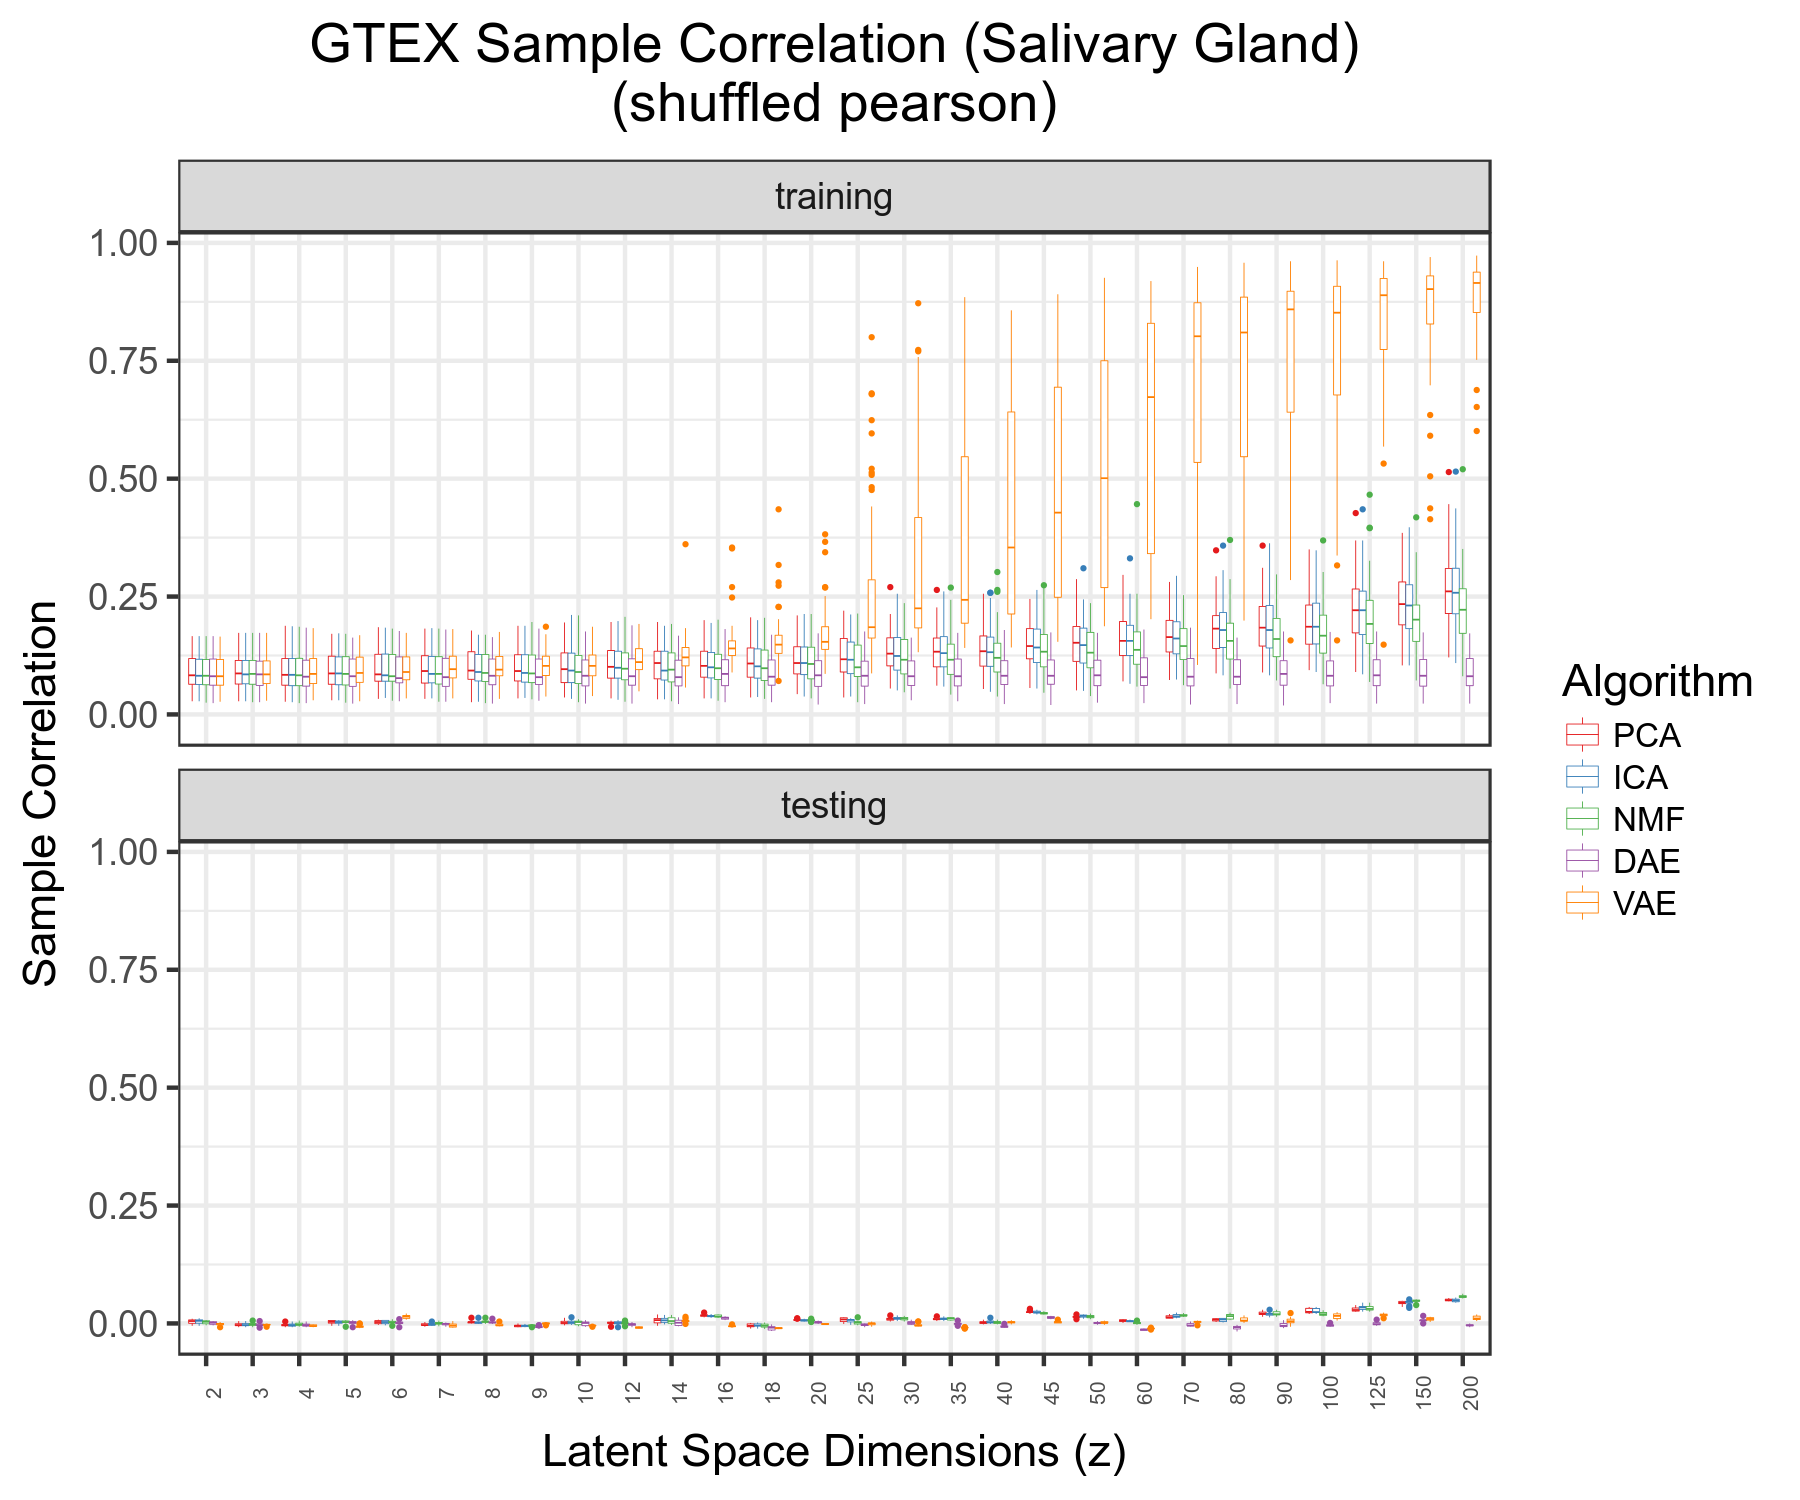 GTEX Sample Correlation (Salivary Gland)
(shuffled pearson)
training
1.00
0.75
0.50
0.25
0.00
Sample Correlation
testing
1.00
0.75
0.50
0.25
0.00
2 3 4 5 6 7 8 9 10 12 14 16 18 20 25 30 35 40 45 50 60 70 80 90 100 125 150 200
Latent Space Dimensions (z)
Algorithm
PCA
ICA
NMF
DAE
VAE